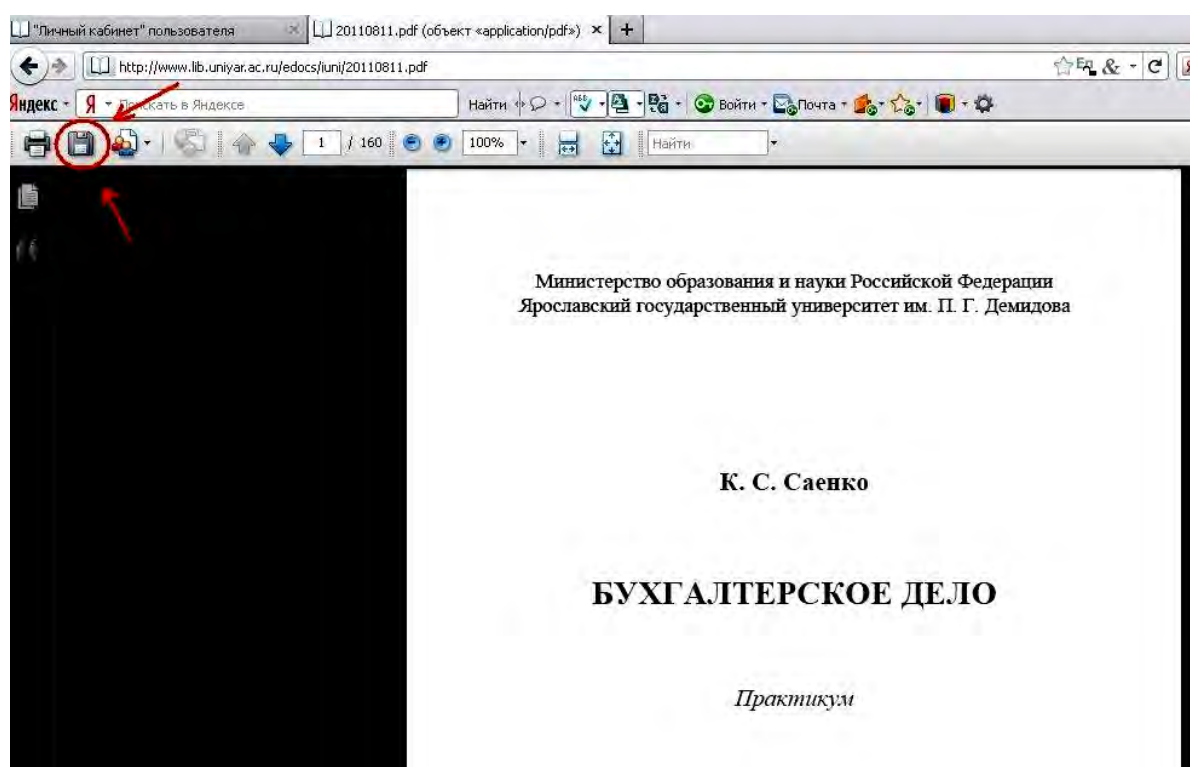 "Личный кабинет" пользователя
20110811.pdf (объект «application/pdf»)
http://www.lib.uniyar.ac.ru/edocs/iuni/20110811.pdf
Яндекс Я Искать в Яндексе Найти Войти Почта
1 / 160 100% Найти
Министерство образования и науки Российской Федерации
Ярославский государственный университет им. П. Г. Демидова
К. С. Саенко
БУХГАЛТЕРСКОЕ ДЕЛО
Практикум